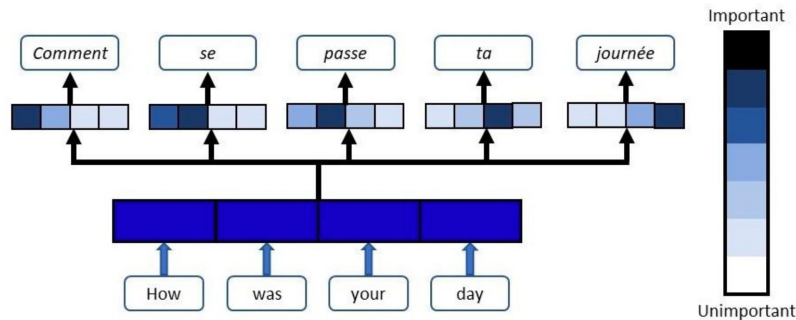 Important
Comment se passe ta journée
How was your day
Unimportant